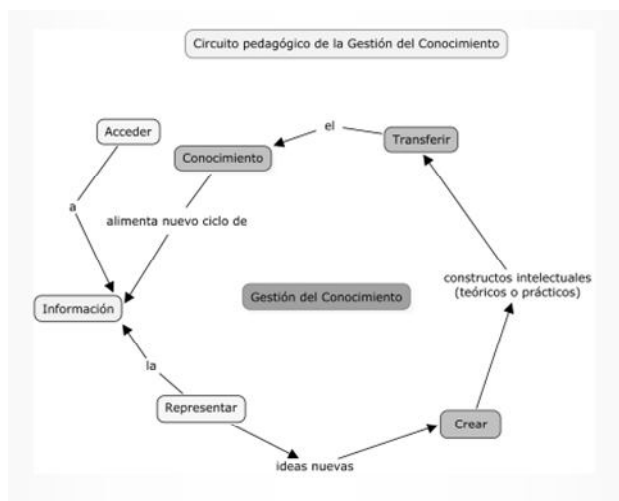 Circuito pedagógico de la Gestión del Conocimiento
el
Acceder
Transferir
Conocimiento
a
alimenta nuevo ciclo de
constructos intelectuales
(teóricos o prácticos)
Gestión del Conocimiento
Información
la
Representar
Crear
ideas nuevas